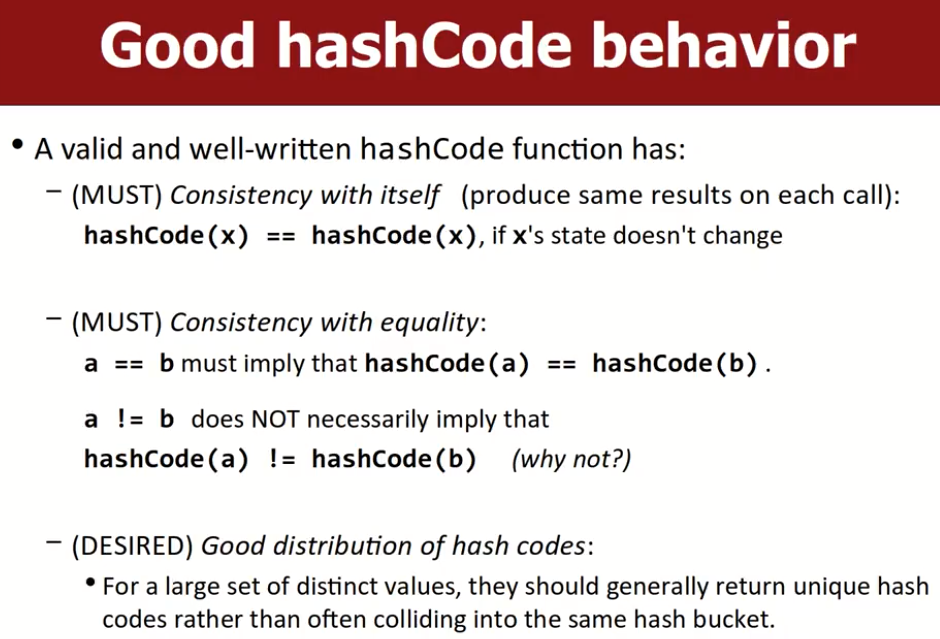 Good hashCode behavior
• A valid and well-written hashCode function has:
– (MUST) Consistency with itself (produce same results on each call):
hashCode(x) == hashCode(x), if x's state doesn't change
– (MUST) Consistency with equality:
a == b must imply that hashCode(a) == hashCode(b) .
a != b does NOT necessarily imply that
hashCode(a) != hashCode(b) (why not?)
– (DESIRED) Good distribution of hash codes:
• For a large set of distinct values, they should generally return unique hash
codes rather than often colliding into the same hash bucket.